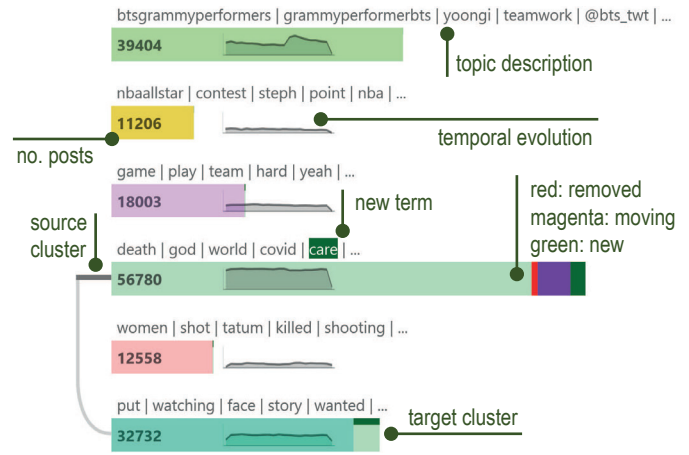 btsgrammyperformers | grammyperformerbts | yoongi | teamwork | @bts_twt | ...
39404
topic description
nbaallstar | contest | steph | point | nba | ...
11206
temporal evolution
no. posts
game | play | team | hard | yeah | ...
18003
new term
red: removed
magenta: moving
green: new
source
cluster
death | god | world | covid | care | ...
56780
women | shot | tatum | killed | shooting | ...
12558
put | watching | face | story | wanted | ...
32732
target cluster